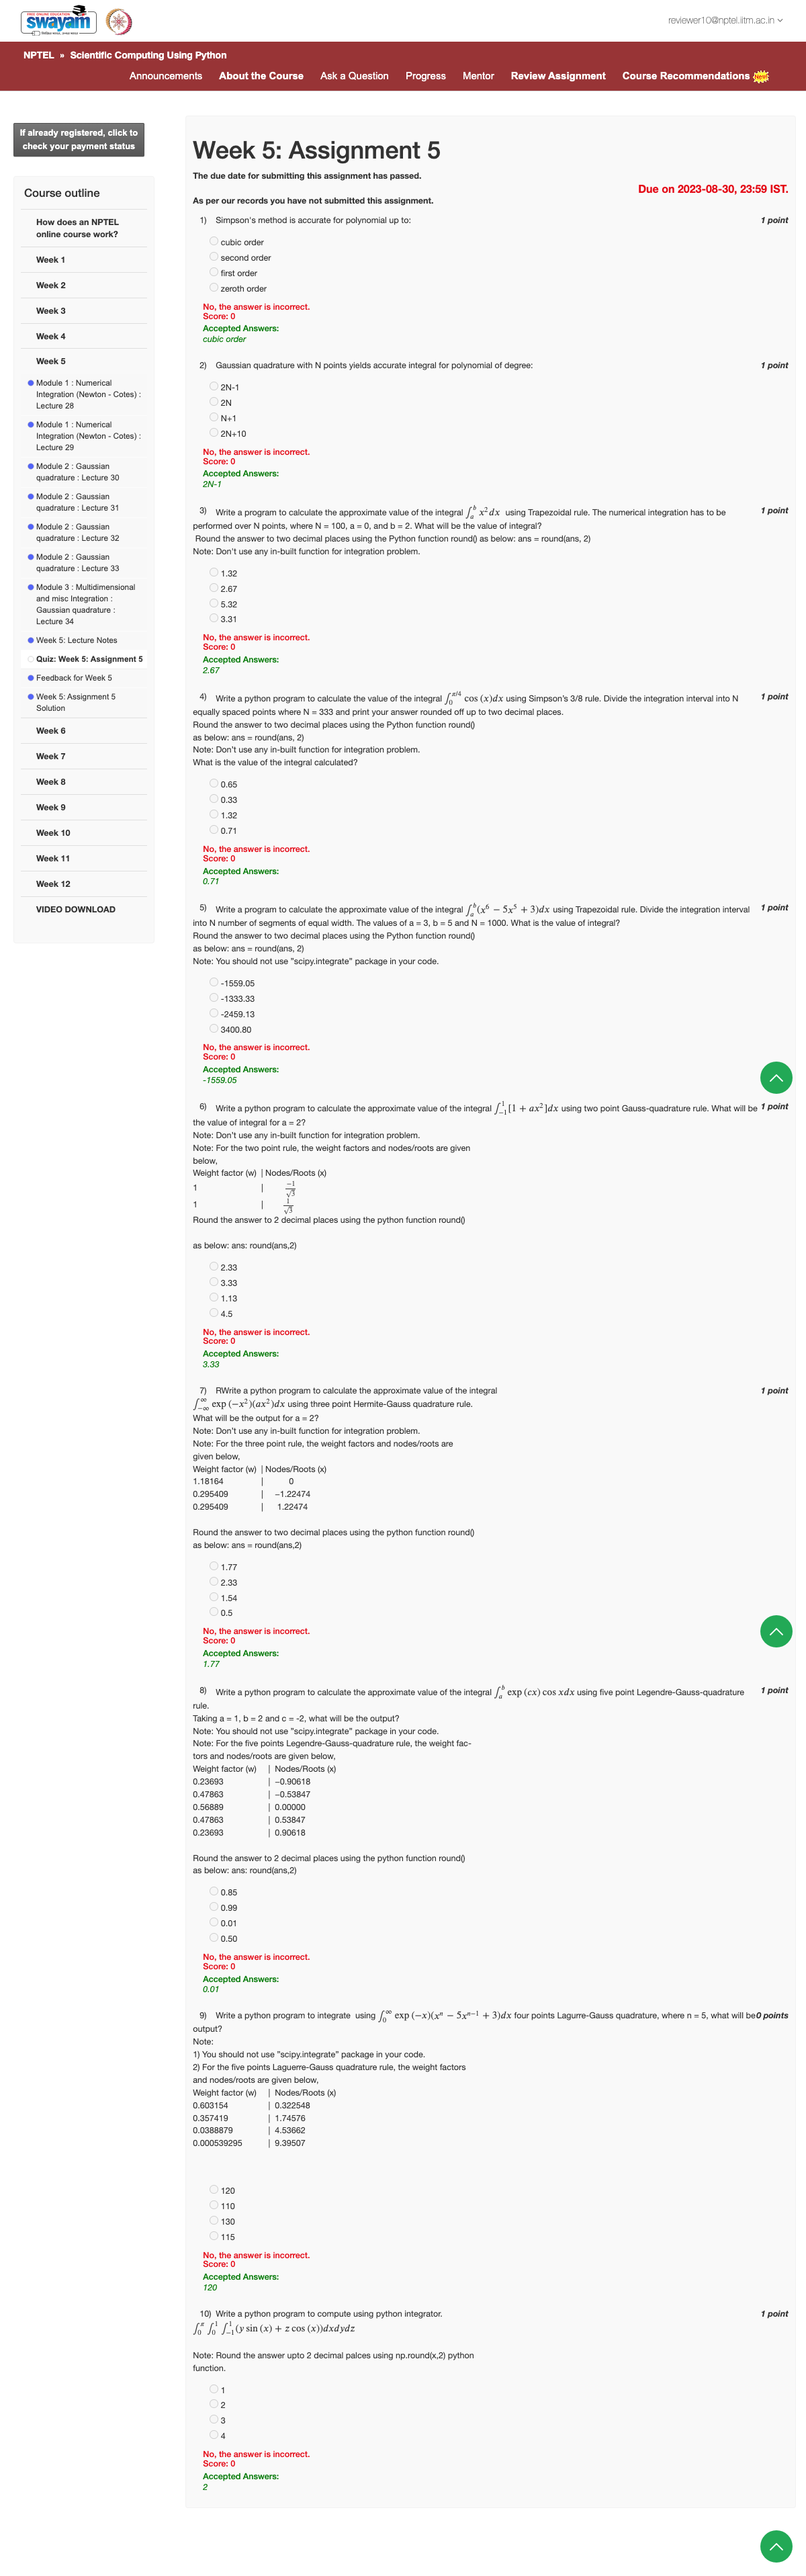 FREE ONLINE EDUCATION
swayam
reviewer10@nptel.iitm.ac.in
NPTEL » Scientific Computing Using Python
Announcements About the Course Ask a Question Progress Mentor Review Assignment Course Recommendations
If already registered, click to
check your payment status
Course outline
How does an NPTEL
online course work?
Week 1
Week 2
Week 3
Week 4
Week 5
Module 1 : Numerical
Integration (Newton - Cotes) :
Lecture 28
Module 1 : Numerical
Integration (Newton - Cotes) :
Lecture 29
Module 2 : Gaussian
quadrature : Lecture 30
Module 2 : Gaussian
quadrature : Lecture 31
Module 2 : Gaussian
quadrature : Lecture 32
Module 2 : Gaussian
quadrature : Lecture 33
Module 3 : Multidimensional
and misc Integration :
Gaussian quadrature :
Lecture 34
Week 5: Lecture Notes
Quiz: Week 5: Assignment 5
Feedback for Week 5
Week 5: Assignment 5
Solution
Week 6
Week 7
Week 8
Week 9
Week 10
Week 11
Week 12
VIDEO DOWNLOAD
Week 5: Assignment 5
The due date for submitting this assignment has passed.
Due on 2023-08-30, 23:59 IST.
As per our records you have not submitted this assignment.
1) Simpson's method is accurate for polynomial up to: 1 point
cubic order
second order
first order
zeroth order
No, the answer is incorrect.
Score: 0
Accepted Answers:
cubic order
2) Gaussian quadrature with N points yields accurate integral for polynomial of degree: 1 point
2N-1
2N
N+1
2N+10
No, the answer is incorrect.
Score: 0
Accepted Answers:
2N-1
3) Write a program to calculate the approximate value of the integral ∫_a^b x² dx using Trapezoidal rule. The numerical integration has to be 1 point
performed over N points, where N = 100, a = 0, and b = 2. What will be the value of integral?
Round the answer to two decimal places using the Python function round() as below: ans = round(ans, 2)
Note: Don't use any in-built function for integration problem.
1.32
2.67
5.32
3.31
No, the answer is incorrect.
Score: 0
Accepted Answers:
2.67
4) Write a python program to calculate the value of the integral ∫_0^{π/4} cos (x)dx using Simpson's 3/8 rule. Divide the integration interval into N 1 point
equally spaced points where N = 333 and print your answer rounded off up to two decimal places.
Round the answer to two decimal places using the Python function round()
as below: ans = round(ans, 2)
Note: Don't use any in-built function for integration problem.
What is the value of the integral calculated?
0.65
0.33
1.32
0.71
No, the answer is incorrect.
Score: 0
Accepted Answers:
0.71
5) Write a program to calculate the approximate value of the integral ∫_a^b (x⁶ − 5x⁵ + 3)dx using Trapezoidal rule. Divide the integration interval 1 point
into N number of segments of equal width. The values of a = 3, b = 5 and N = 1000. What is the value of integral?
Round the answer to two decimal places using the Python function round()
as below: ans = round(ans, 2)
Note: You should not use "scipy.integrate" package in your code.
-1559.05
-1333.33
-2459.13
3400.80
No, the answer is incorrect.
Score: 0
Accepted Answers:
-1559.05
6) Write a python program to calculate the approximate value of the integral ∫_{−1}^1 [1 + ax²]dx using two point Gauss-quadrature rule. What will be 1 point
the value of integral for a = 2?
Note: Don't use any in-built function for integration problem.
Note: For the two point rule, the weight factors and nodes/roots are given
below,
Weight factor (w) | Nodes/Roots (x)
1 | −1/√3
1 | 1/√3
Round the answer to 2 decimal places using the python function round()
as below: ans: round(ans,2)
2.33
3.33
1.13
4.5
No, the answer is incorrect.
Score: 0
Accepted Answers:
3.33
7) RWrite a python program to calculate the approximate value of the integral 1 point
∫_{−∞}^∞ exp (−x²)(ax²)dx using three point Hermite-Gauss quadrature rule.
What will be the output for a = 2?
Note: Don't use any in-built function for integration problem.
Note: For the three point rule, the weight factors and nodes/roots are
given below,
Weight factor (w) | Nodes/Roots (x)
1.18164 | 0
0.295409 | −1.22474
0.295409 | 1.22474
Round the answer to two decimal places using the python function round()
as below: ans = round(ans,2)
1.77
2.33
1.54
0.5
No, the answer is incorrect.
Score: 0
Accepted Answers:
1.77
8) Write a python program to calculate the approximate value of the integral ∫_a^b exp (cx) cos xdx using five point Legendre-Gauss-quadrature 1 point
rule.
Taking a = 1, b = 2 and c = -2, what will be the output?
Note: You should not use "scipy.integrate" package in your code.
Note: For the five points Legendre-Gauss-quadrature rule, the weight fac-
tors and nodes/roots are given below,
Weight factor (w) | Nodes/Roots (x)
0.23693 | −0.90618
0.47863 | −0.53847
0.56889 | 0.00000
0.47863 | 0.53847
0.23693 | 0.90618
Round the answer to 2 decimal places using the python function round()
as below: ans: round(ans,2)
0.85
0.99
0.01
0.50
No, the answer is incorrect.
Score: 0
Accepted Answers:
0.01
9) Write a python program to integrate using ∫_0^∞ exp (−x)(xⁿ − 5xⁿ⁻¹ + 3)dx four points Lagurre-Gauss quadrature, where n = 5, what will be 0 points
output?
Note:
1) You should not use "scipy.integrate" package in your code.
2) For the five points Laguerre-Gauss quadrature rule, the weight factors
and nodes/roots are given below,
Weight factor (w) | Nodes/Roots (x)
0.603154 | 0.322548
0.357419 | 1.74576
0.0388879 | 4.53662
0.000539295 | 9.39507
120
110
130
115
No, the answer is incorrect.
Score: 0
Accepted Answers:
120
10) Write a python program to compute using python integrator. 1 point
∫_0^π ∫_0^1 ∫_{−1}^1 (y sin (x) + z cos (x))dxdydz
Note: Round the answer upto 2 decimal palces using np.round(x,2) python
function.
1
2
3
4
No, the answer is incorrect.
Score: 0
Accepted Answers:
2